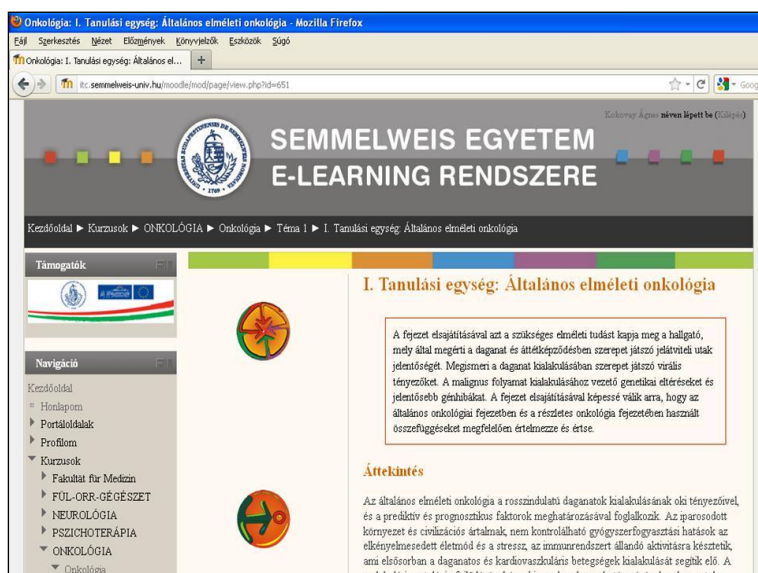 Onkológia: I. Tanulási egység: Általános elméleti onkológia - Mozilla Firefox
Fájl Szerkesztés Nézet Előzmények Könyvjelzők Eszközök Súgó
Onkológia: I. Tanulási egység: Általános el... +
itc.semmelweis-univ.hu/moodle/mod/page/view.php?id=651
Goog
Kohovay Ágnes néven lépett be (Kilépés)
SEMMELWEIS EGYETEM
E-LEARNING RENDSZERE
Kezdőoldal ► Kurzusok ► ONKOLÓGIA ► Onkológia ► Téma 1 ► I. Tanulási egység: Általános elméleti onkológia
Támogatók
Navigáció
Kezdőoldal
Honlapom
Portáloldalak
Profilom
Kurzusok
Fakultät für Medizin
FÜL-ORR-GÉGÉSZET
NEUROLÓGIA
PSZICHOTERÁPIA
ONKOLÓGIA
Onkológia
I. Tanulási egység: Általános elméleti onkológia
A fejezet elsajátításával azt a szükséges elméleti tudást kapja meg a hallgató,
mely által megérti a daganat és áttétképződésben szerepet játszó jelátviteli utak
jelentőségét. Megismeri a daganat kialakulásában szerepet játszó virális
tényezőket. A malignus folyamat kialakulásához vezető genetikai eltéréseket és
jelentősebb génhibákat. A fejezet elsajátításával képessé válik arra, hogy az
általános onkológiai fejezetben és a részletes onkológia fejezetében használt
összefüggéseket megfelelően értelmezze és értse.
Áttekintés
Az általános elméleti onkológia a rosszindulatú daganatok kialakulásának oki tényezőivel,
és a prediktív és prognosztikus faktorok meghatározásával foglalkozik. Az iparosodott
környezet és civilizációs ártalmak, nem kontrolálható gyógyszerfogyasztási hatások az
elkényelmesedett életmód és a stressz, az immunrendszert állandó aktivitásra késztetik,
ami elsősorban a daganatos és kardiovaszkuláris betegségek kialakulását segítik elő. A